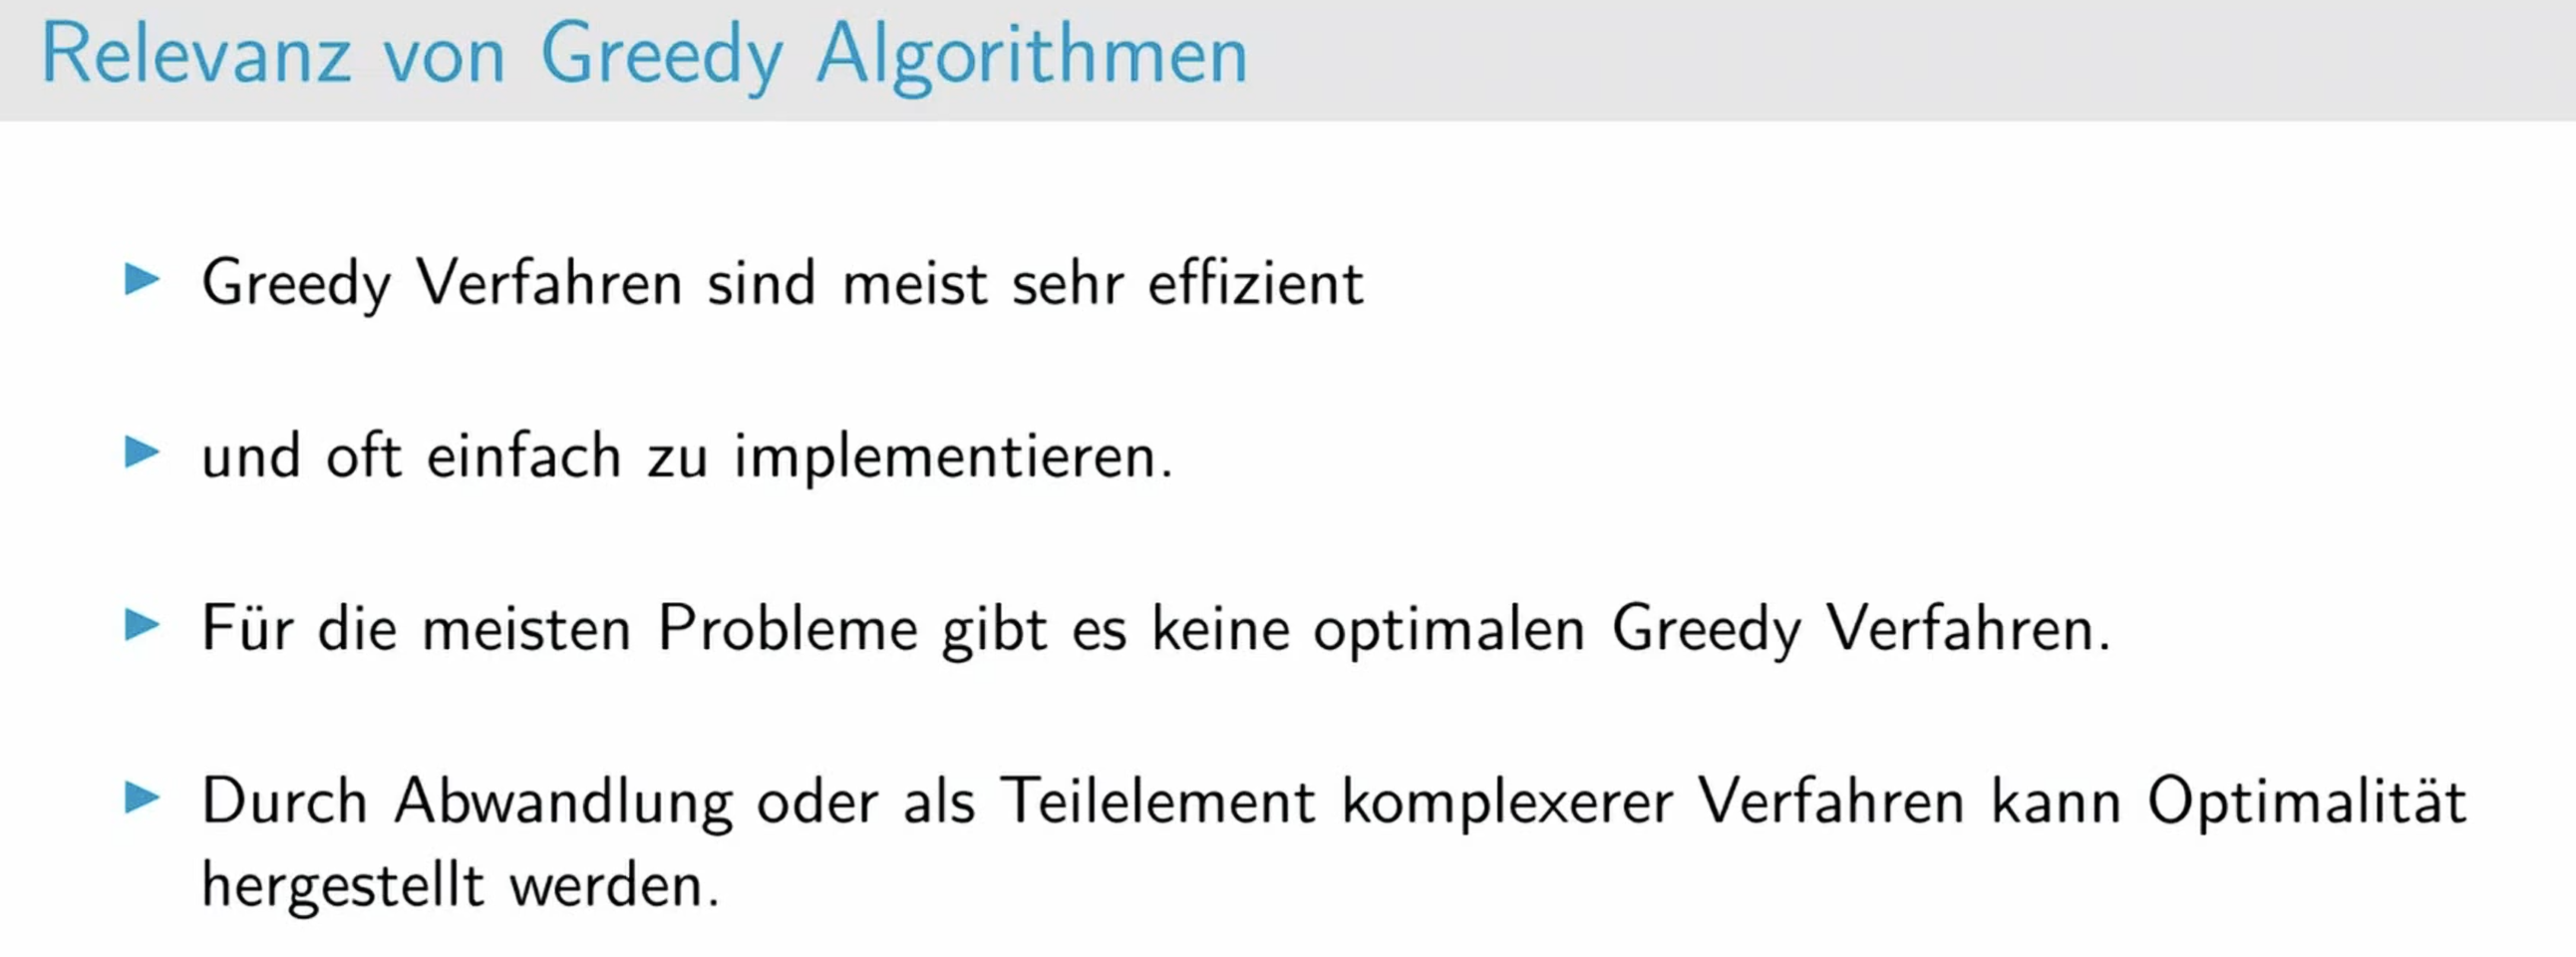 Relevanz von Greedy Algorithmen
Greedy Verfahren sind meist sehr effizient
und oft einfach zu implementieren.
Für die meisten Probleme gibt es keine optimalen Greedy Verfahren.
Durch Abwandlung oder als Teilelement komplexerer Verfahren kann Optimalität
hergestellt werden.